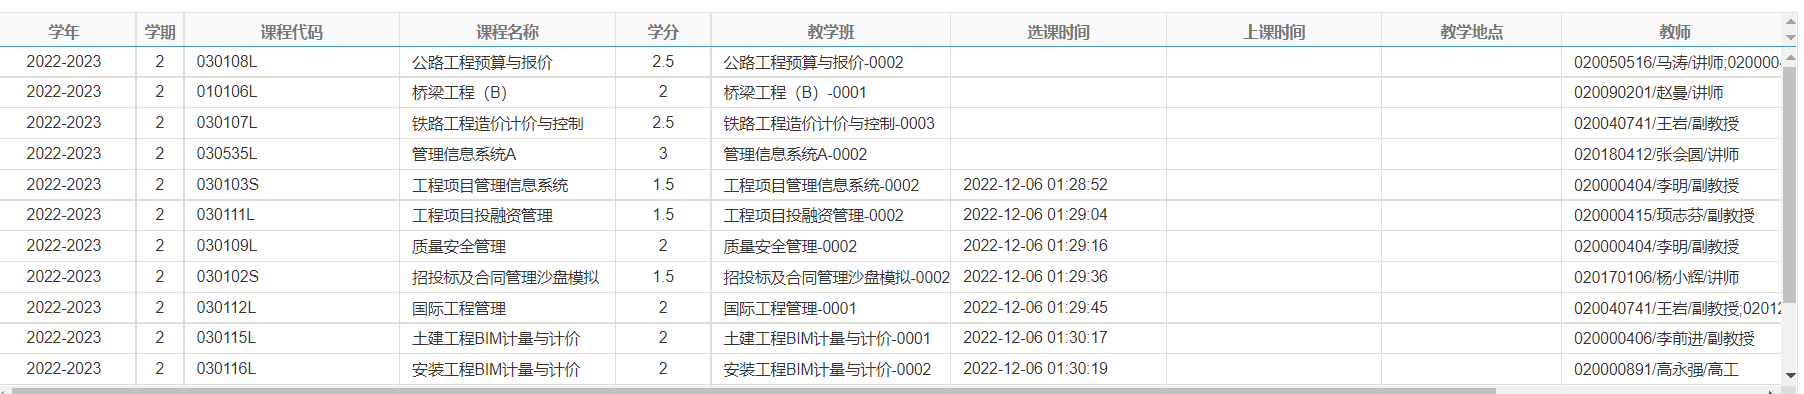 学年 学期 课程代码 课程名称 学分 教学班 选课时间 上课时间 教学地点 教师
2022-2023 2 030108L 公路工程预算与报价 2.5 公路工程预算与报价-0002 020050516/马涛/讲师;020000
2022-2023 2 010106L 桥梁工程（B） 2 桥梁工程（B）-0001 020090201/赵曼/讲师
2022-2023 2 030107L 铁路工程造价计价与控制 2.5 铁路工程造价计价与控制-0003 020040741/王岩/副教授
2022-2023 2 030535L 管理信息系统A 3 管理信息系统A-0002 020180412/张会圆/讲师
2022-2023 2 030103S 工程项目管理信息系统 1.5 工程项目管理信息系统-0002 2022-12-06 01:28:52 020000404/李明/副教授
2022-2023 2 030111L 工程项目投融资管理 1.5 工程项目投融资管理-0002 2022-12-06 01:29:04 020000415/顼志芬/副教授
2022-2023 2 030109L 质量安全管理 2 质量安全管理-0002 2022-12-06 01:29:16 020000404/李明/副教授
2022-2023 2 030102S 招投标及合同管理沙盘模拟 1.5 招投标及合同管理沙盘模拟-0002 2022-12-06 01:29:36 020170106/杨小辉/讲师
2022-2023 2 030112L 国际工程管理 2 国际工程管理-0001 2022-12-06 01:29:45 020040741/王岩/副教授;02012
2022-2023 2 030115L 土建工程BIM计量与计价 2 土建工程BIM计量与计价-0001 2022-12-06 01:30:17 020000406/李前进/副教授
2022-2023 2 030116L 安装工程BIM计量与计价 2 安装工程BIM计量与计价-0002 2022-12-06 01:30:19 020000891/高永强/高工